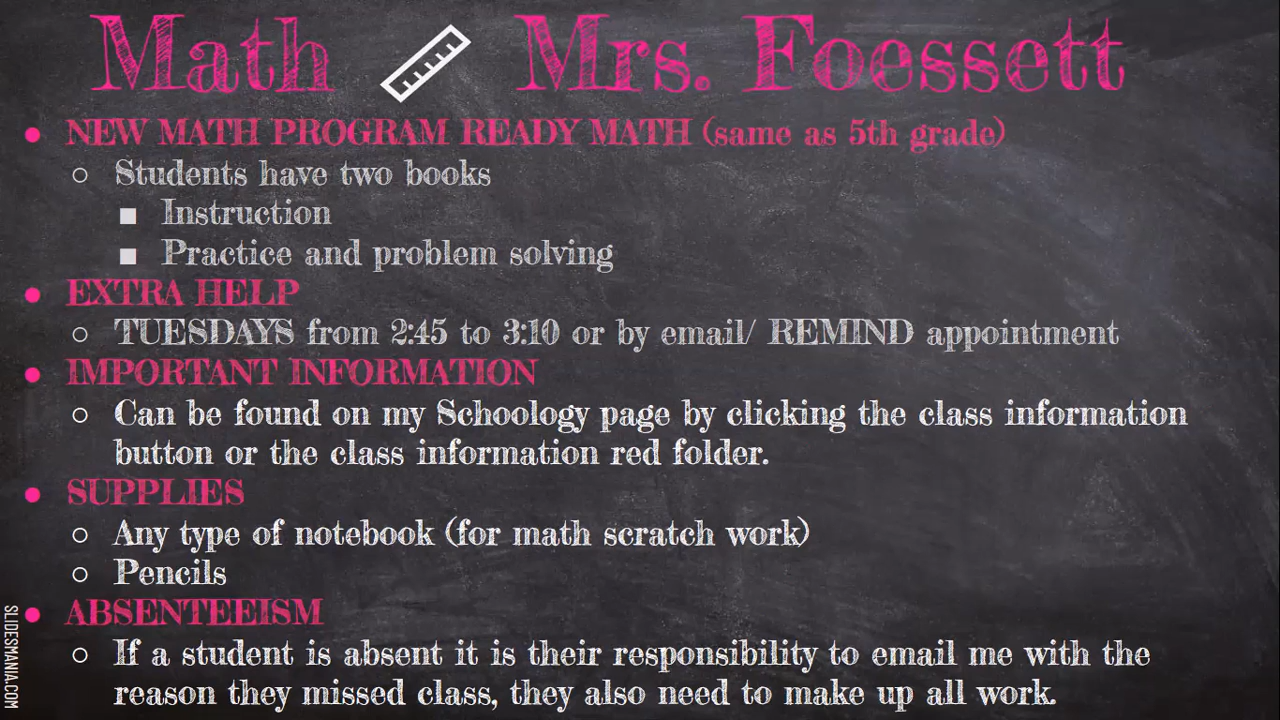 Math Mrs. Foessett
● NEW MATH PROGRAM READY MATH (same as 5th grade)
○ Students have two books
■ Instruction
■ Practice and problem solving
● EXTRA HELP
○ TUESDAYS from 2:45 to 3:10 or by email/ REMIND appointment
● IMPORTANT INFORMATION
○ Can be found on my Schoology page by clicking the class information
button or the class information red folder.
● SUPPLIES
○ Any type of notebook (for math scratch work)
○ Pencils
● ABSENTEEISM
○ If a student is absent it is their responsibility to email me with the
reason they missed class, they also need to make up all work.
SLIDESMANIA.COM